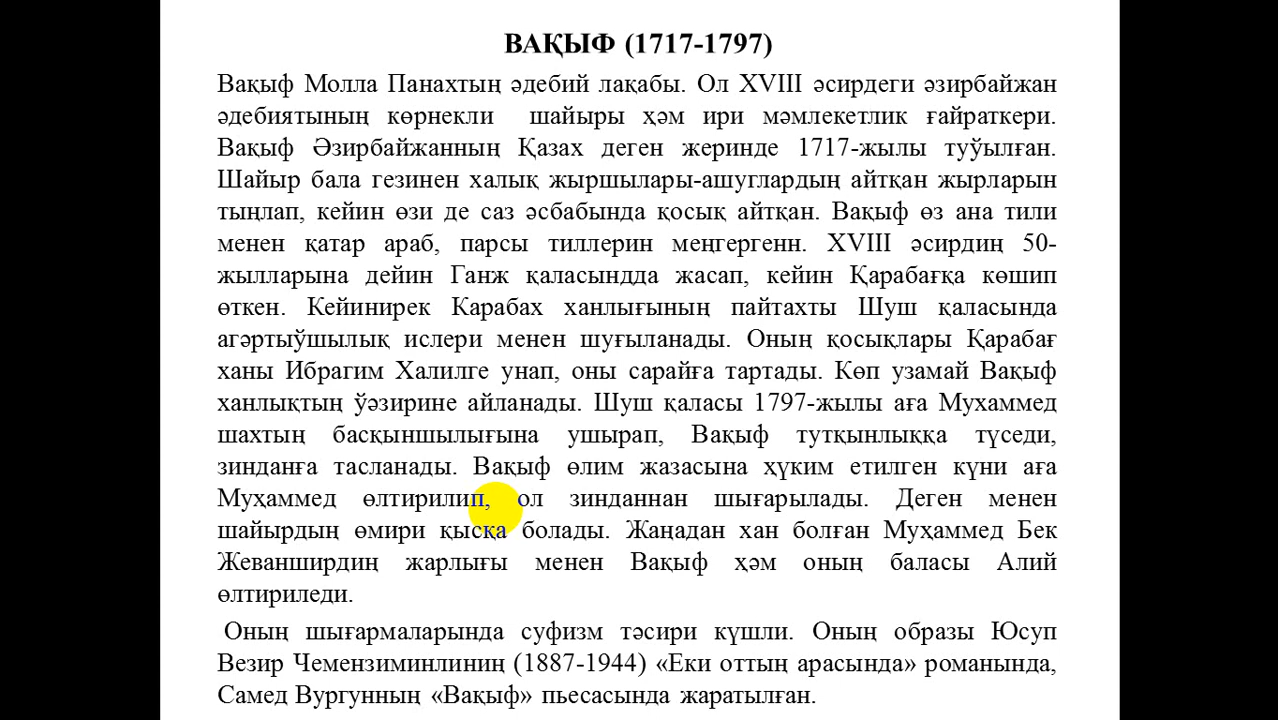 ВАҚЫФ (1717-1797)
Вақыф Молла Панахтың әдебий лақабы. Ол XVIII әсирдеги әзирбайжан
әдебиятының көрнекли шайыры ҳәм ири мәмлекетлик ғайраткери.
Вақыф Әзирбайжанның Қазах деген жеринде 1717-жылы туўылған.
Шайыр бала гезинен халық жыршылары-ашуглардың айтқан жырларын
тыңлап, кейин өзи де саз әсбабында қосық айтқан. Вақыф өз ана тили
менен қатар араб, парсы тиллерин меңгергенн. XVIII әсирдиң 50-
жылларына дейин Ганж қаласындда жасап, кейин Қарабағқа көшип
өткен. Кейинирек Карабах ханлығының пайтахты Шуш қаласында
агәртыўшылық ислери менен шуғыланады. Оның қосықлары Қарабағ
ханы Ибрагим Халилге унап, оны сарайға тартады. Көп узамай Вақыф
ханлықтың ўәзирине айланады. Шуш қаласы 1797-жылы аға Мухаммед
шахтың басқыншылығына ушырап, Вақыф тутқынлыққа түседи,
зинданға тасланады. Вақыф өлим жазасына ҳүким етилген күни аға
Муҳаммед өлтирилип, ол зинданнан шығарылады. Деген менен
шайырдың өмири қысқа болады. Жаңадан хан болған Муҳаммед Бек
Жеванширдиң жарлығы менен Вақыф ҳәм оның баласы Алий
өлтириледи.
Оның шығармаларында суфизм тәсири күшли. Оның образы Юсуп
Везир Чемензиминлиниң (1887-1944) «Еки оттың арасында» романында,
Самед Вургунның «Вақыф» пьесасында жаратылған.